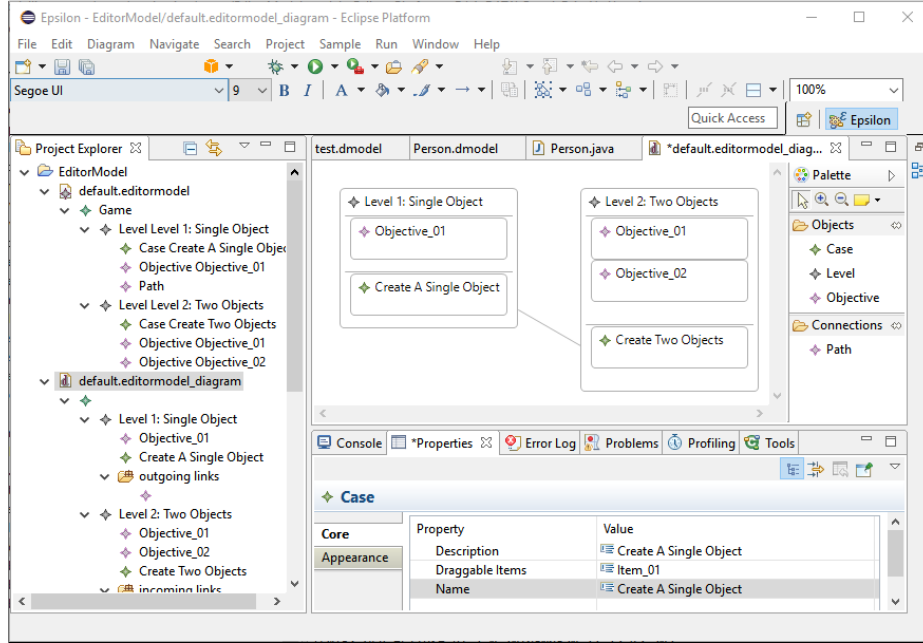 Epsilon - EditorModel/default.editormodel_diagram - Eclipse Platform
File Edit Diagram Navigate Search Project Sample Run Window Help
Segoe UI 9 B I A 100%
Quick Access Epsilon
Project Explorer
EditorModel
default.editormodel
Game
Level Level 1: Single Object
Case Create A Single Objec
Objective Objective_01
Path
Level Level 2: Two Objects
Case Create Two Objects
Objective Objective_01
Objective Objective_02
default.editormodel_diagram
Level 1: Single Object
Objective_01
Create A Single Object
outgoing links
Level 2: Two Objects
Objective_01
Objective_02
Create Two Objects
incoming links
test.dmodel Person.dmodel Person.java *default.editormodel_diag...
Level 1: Single Object
Objective_01
Create A Single Object
Level 2: Two Objects
Objective_01
Objective_02
Create Two Objects
Palette
Objects
Case
Level
Objective
Connections
Path
Console *Properties Error Log Problems Profiling Tools
Case
Core
Appearance
Property Value
Description Create A Single Object
Draggable Items Item_01
Name Create A Single Object